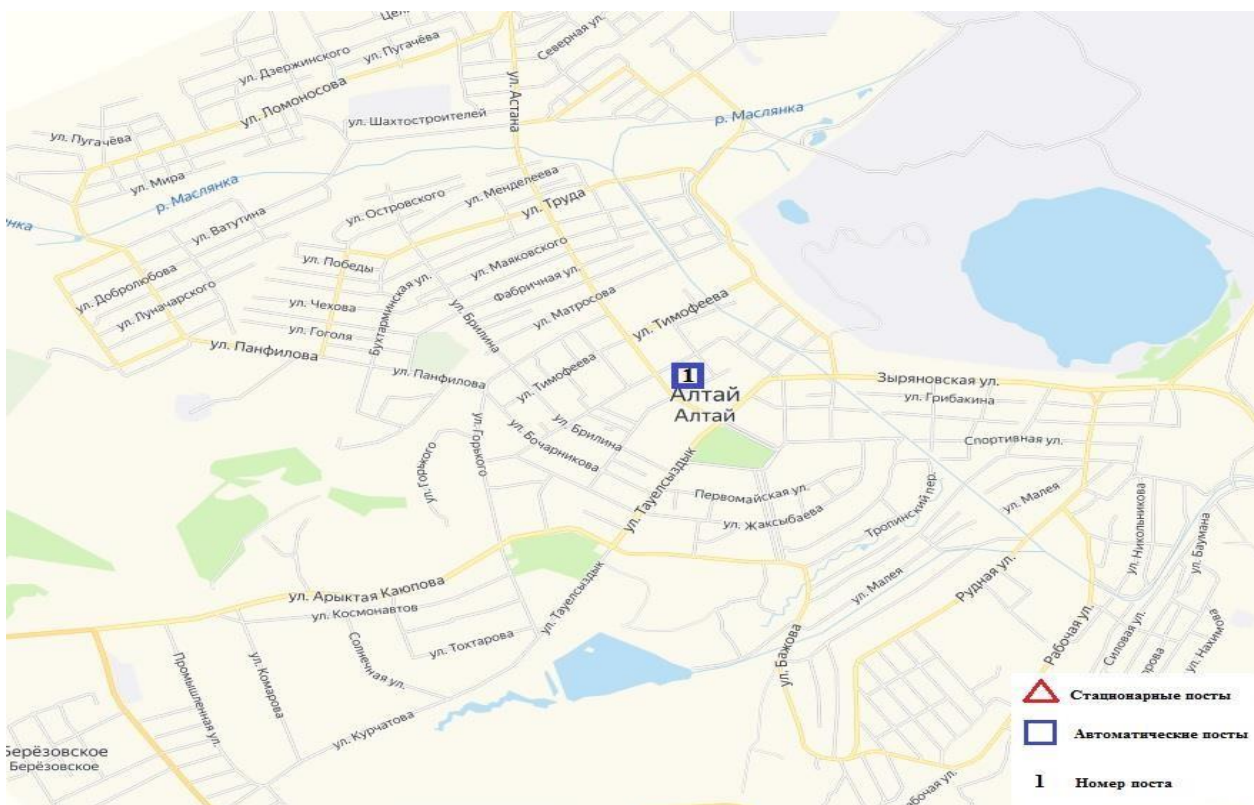 Цели
Северная ул.
ул. Дзержинского
ул. Пугачёва
ул. Астана
ул. Ломоносова
ул. Шахтостроителей
р. Маслянка
ул. Пугачёва
ул. Мира
р. Маслянка
ул. Менделеева
ул. Островского
ул. Труда
ул. Ватутина
ул. Победы
ул. Маяковского
ул. Добролюбова
ул. Луначарского
Фабричная ул.
ул. Чехова
Бухтарминская ул.
ул. Матросова
ул. Тимофеева
ул. Гоголя
ул. Брилина
ул. Панфилова
ул. Панфилова
ул. Тимофеева
1
Алтай
Алтай
Зыряновская ул.
ул. Грибакина
ул. Горького
ул. Горького
ул. Брилина
ул. Бочарникова
Спортивная ул.
ул. Тауелсыздык
Первомайская ул.
ул. Жаксыбаева
Тропинский пер.
ул. Малея
ул. Никольникова
ул. Баумана
ул. Арыктая Каюпова
ул. Космонавтов
ул. Тауелсыздык
ул. Малея
Рудная ул.
ул. Тохтарова
Солнечная ул.
ул. Бажова
Рабочая ул.
Силовая ул.
ул. Нахимова
Промышленная ул.
ул. Комарова
ул. Курчатова
Берёзовское
Берёзовское
Стационарные посты
Автоматические посты
1 Номер поста